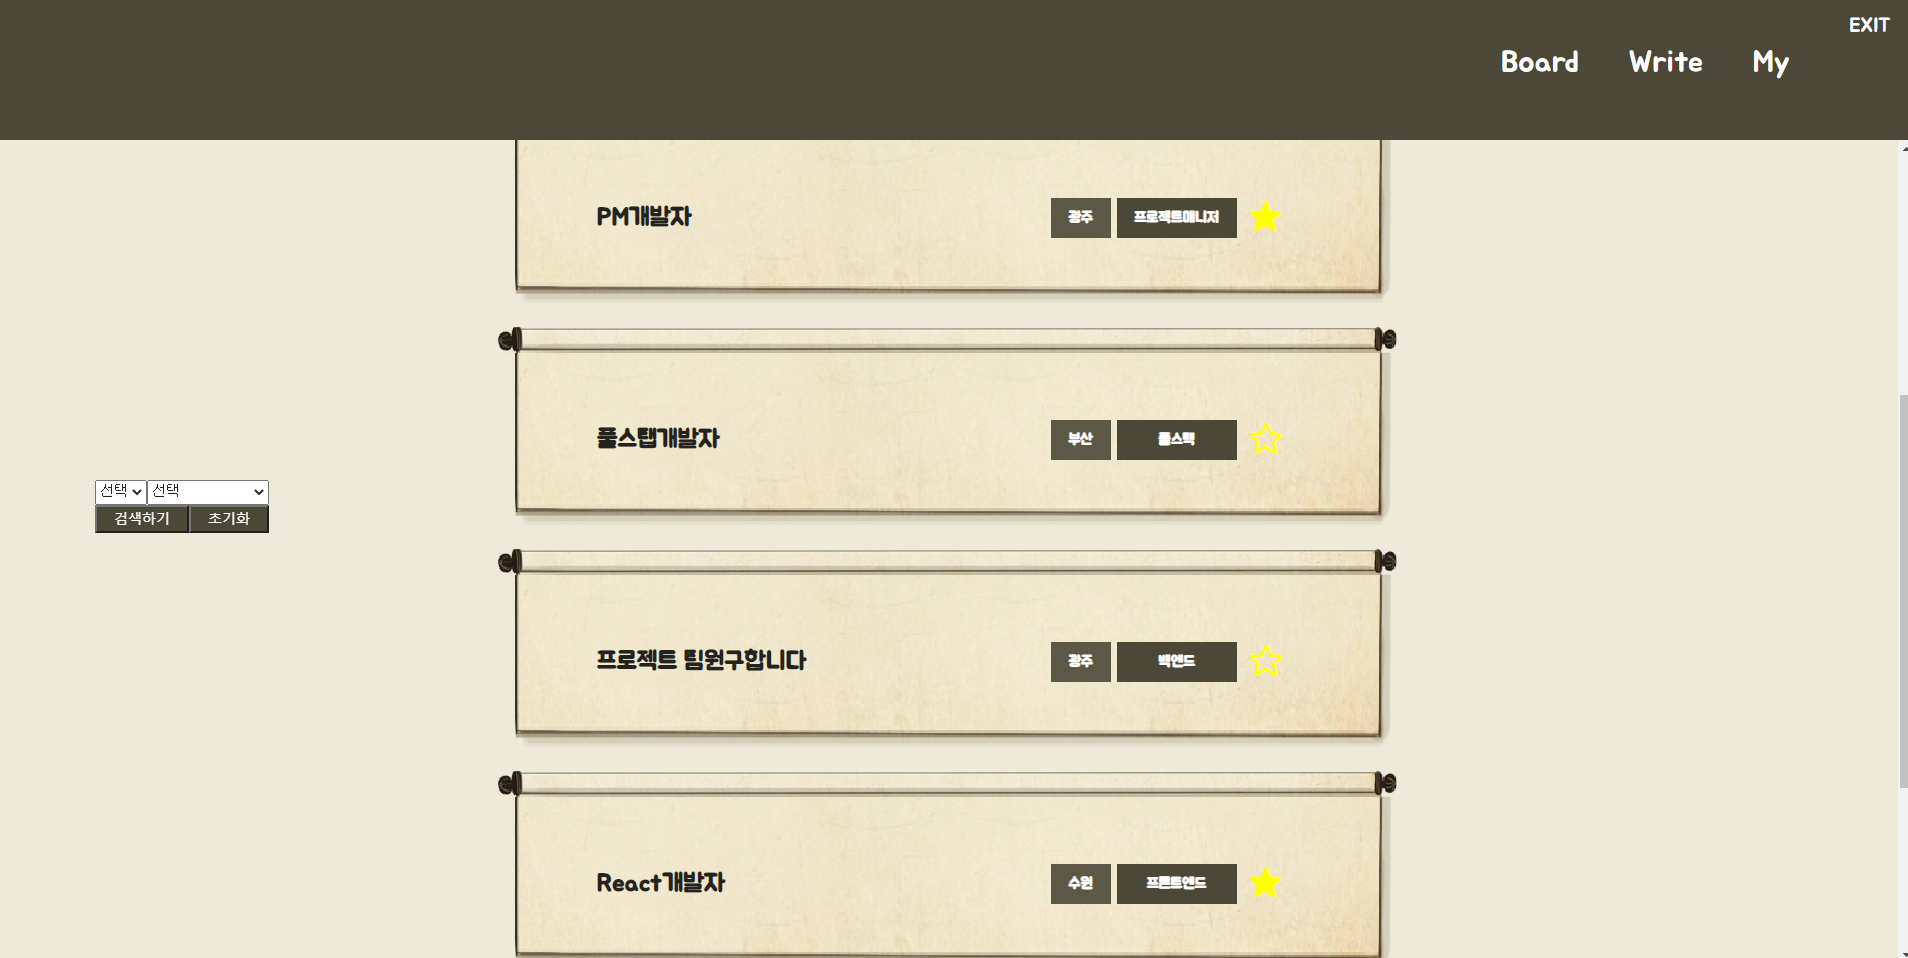 EXIT
Board Write My
PM개발자 광주 프로젝트매니저
풀스탭개발자 부산 풀스택
선택 선택
검색하기 초기화
프로젝트 팀원구합니다 광주 백엔드
React개발자 수원 프론트엔드